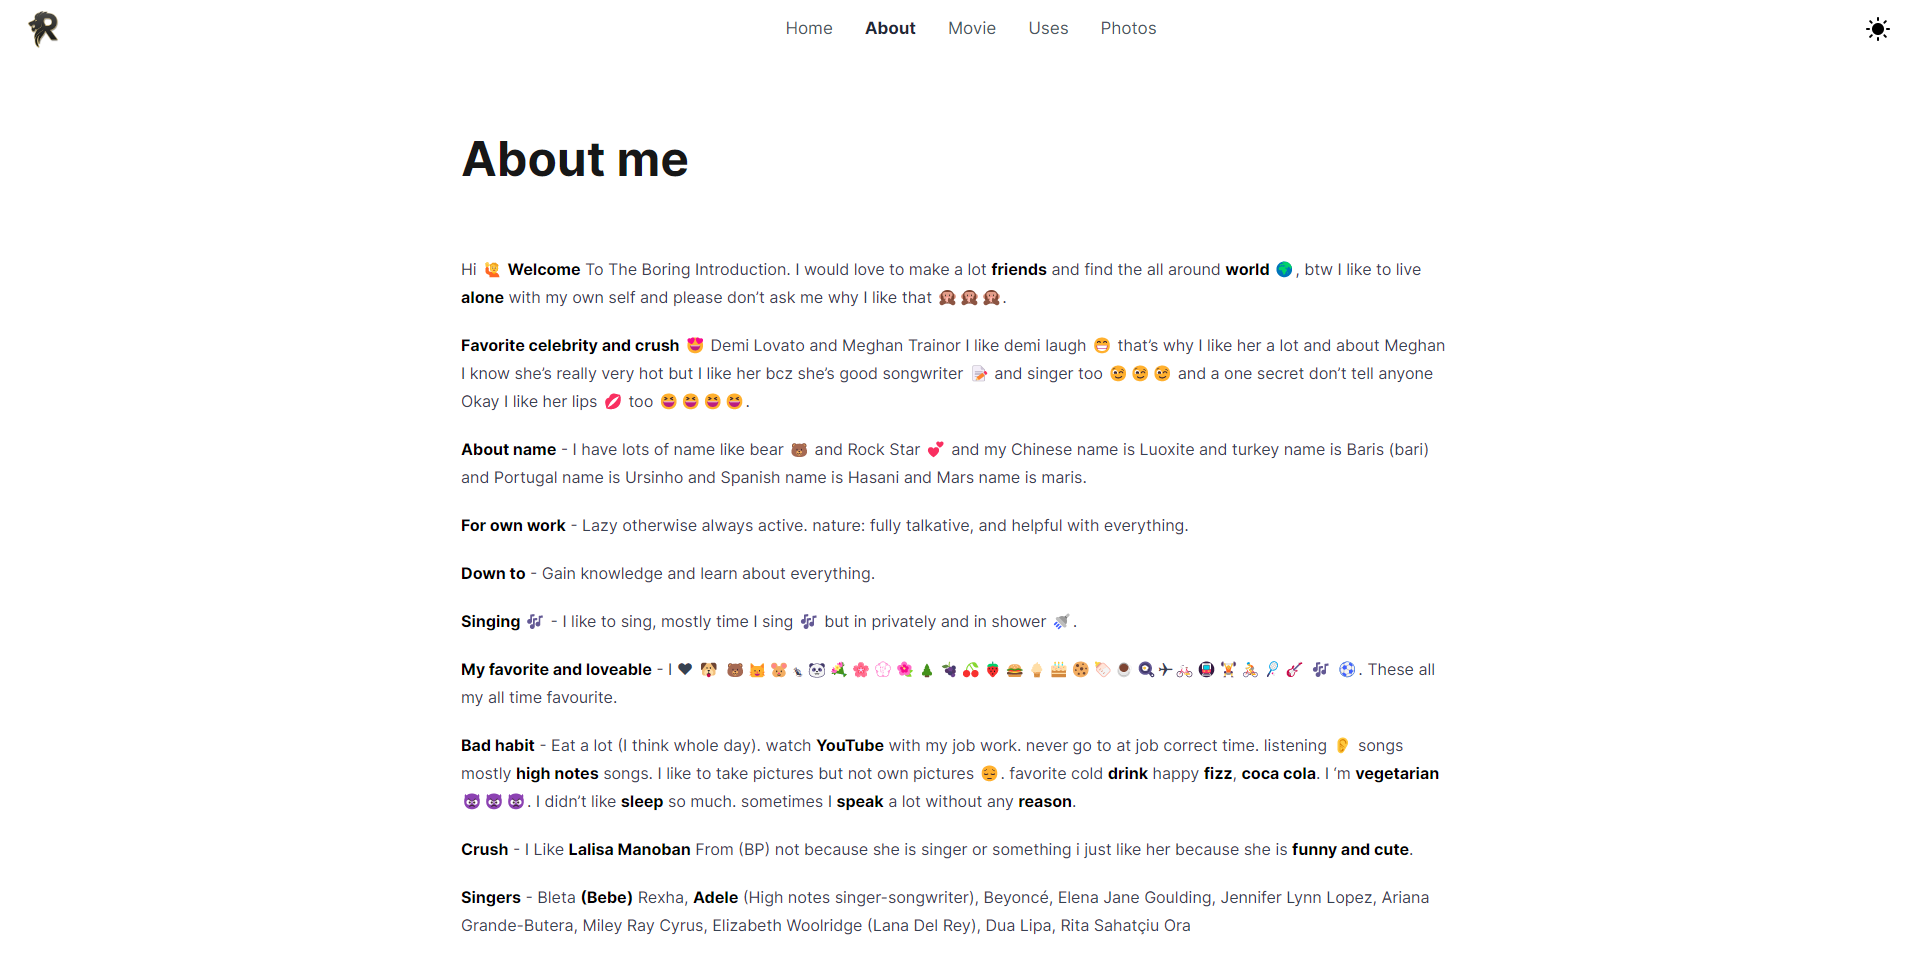 Home About Movie Uses Photos
About me
Hi 🙋 Welcome To The Boring Introduction. I would love to make a lot friends and find the all around world 🌍, btw I like to live
alone with my own self and please don’t ask me why I like that 🙊🙊🙊.
Favorite celebrity and crush 😍 Demi Lovato and Meghan Trainor I like demi laugh 😁 that’s why I like her a lot and about Meghan
I know she’s really very hot but I like her bcz she’s good songwriter 📝 and singer too 😉😉😉 and a one secret don’t tell anyone
Okay I like her lips 💋 too 😆😆😆😆.
About name - I have lots of name like bear 🐻 and Rock Star 💕 and my Chinese name is Luoxite and turkey name is Baris (bari)
and Portugal name is Ursinho and Spanish name is Hasani and Mars name is maris.
For own work - Lazy otherwise always active. nature: fully talkative, and helpful with everything.
Down to - Gain knowledge and learn about everything.
Singing 🎶 - I like to sing, mostly time I sing 🎶 but in privately and in shower 🚿.
My favorite and loveable - I ❤ These all
my all time favourite.
Bad habit - Eat a lot (I think whole day). watch YouTube with my job work. never go to at job correct time. listening 👂 songs
mostly high notes songs. I like to take pictures but not own pictures 😔. favorite cold drink happy fizz, coca cola. I ’m vegetarian
😈😈😈. I didn’t like sleep so much. sometimes I speak a lot without any reason.
Crush - I Like Lalisa Manoban From (BP) not because she is singer or something i just like her because she is funny and cute.
Singers - Bleta (Bebe) Rexha, Adele (High notes singer-songwriter), Beyoncé, Elena Jane Goulding, Jennifer Lynn Lopez, Ariana
Grande-Butera, Miley Ray Cyrus, Elizabeth Woolridge (Lana Del Rey), Dua Lipa, Rita Sahatçiu Ora